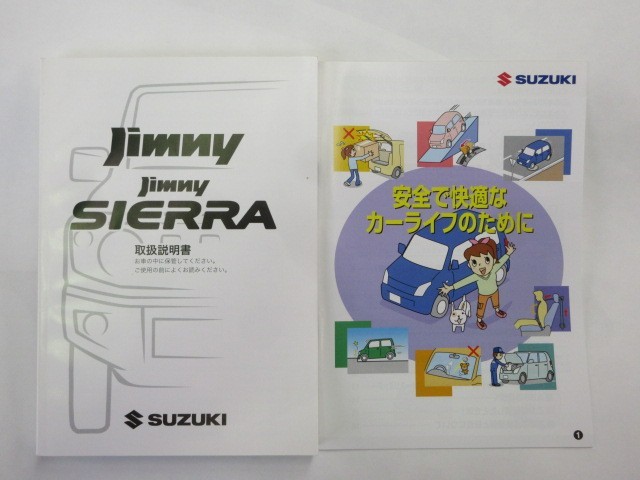 Jimny
Jimny
SIERRA
取扱説明書
お車の中に保管してください。
ご使用の前によくお読みください。
SUZUKI
SUZUKI
安全で快適な
カーライフのために
1